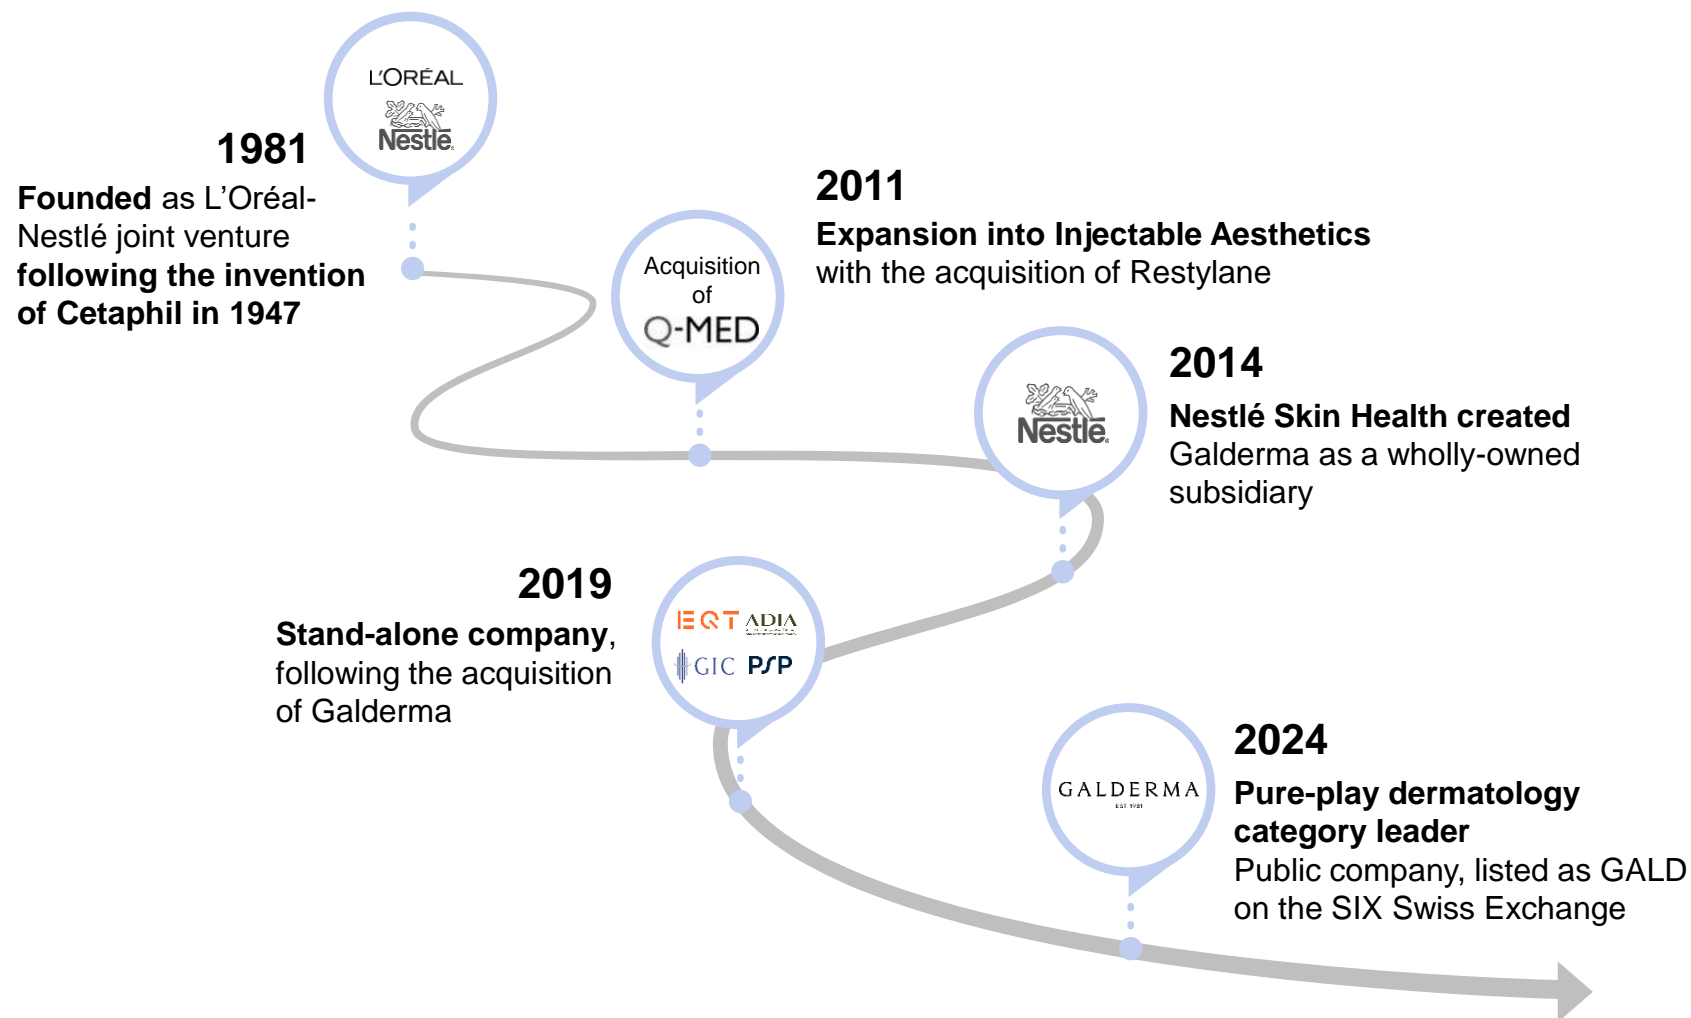 L'ORÉAL
Nestlé
1981
Founded as L’Oréal-
Nestlé joint venture
following the invention
of Cetaphil in 1947
Acquisition
of
Q-MED
2011
Expansion into Injectable Aesthetics
with the acquisition of Restylane
Nestlé
2014
Nestlé Skin Health created
Galderma as a wholly-owned
subsidiary
2019
Stand-alone company,
following the acquisition
of Galderma
EQT ADIA
GIC PSP
GALDERMA
EST. 1981
2024
Pure-play dermatology
category leader
Public company, listed as GALD
on the SIX Swiss Exchange